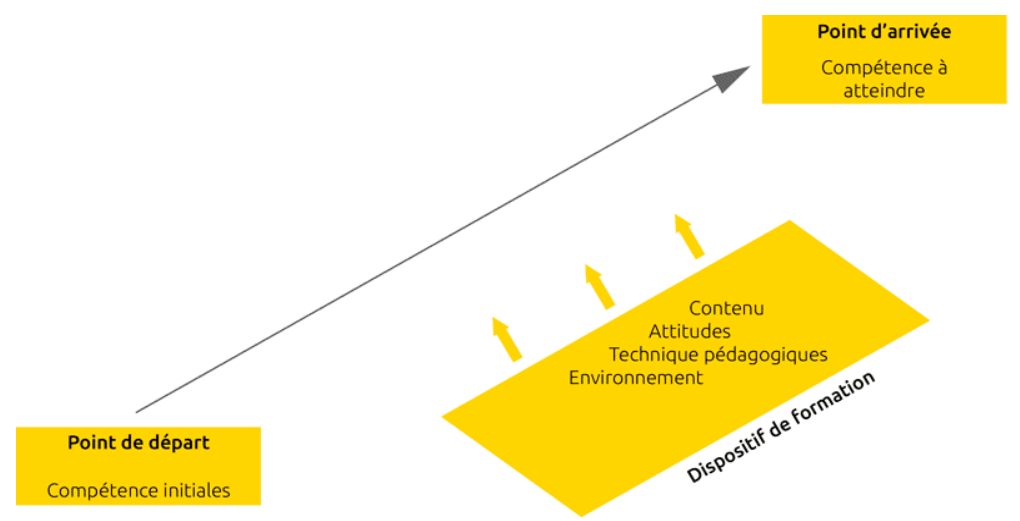 Point d’arrivée
Compétence à
atteindre
Contenu
Attitudes
Technique pédagogiques
Environnement
Dispositif de formation
Point de départ
Compétence initiales